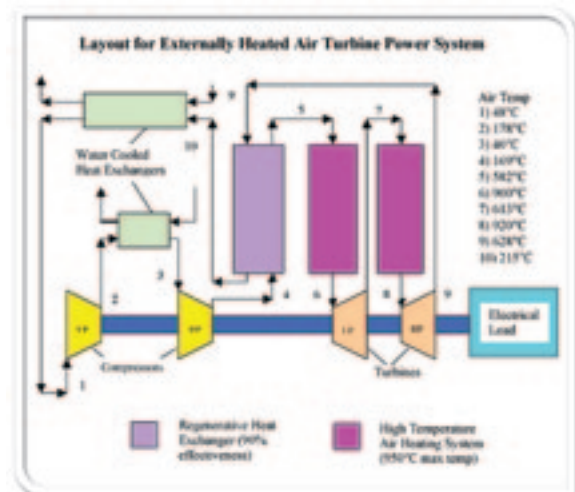 Layout for Externally Heated Air Turbine Power System
9
5
7
Air Temp
1) 48°C
2) 178°C
3) 40°C
4) 169°C
5) 582°C
6) 900°C
7) 643°C
8) 920°C
9) 628°C
10) 215°C
10
Water Cooled
Heat Exchangers
2
3
4
6
8
9
Electrical
Load
Compressors
Turbines
1
Regenerative Heat
Exchanger (90%
effectiveness)
High Temperature
Air Heating System
(950°C max temp)